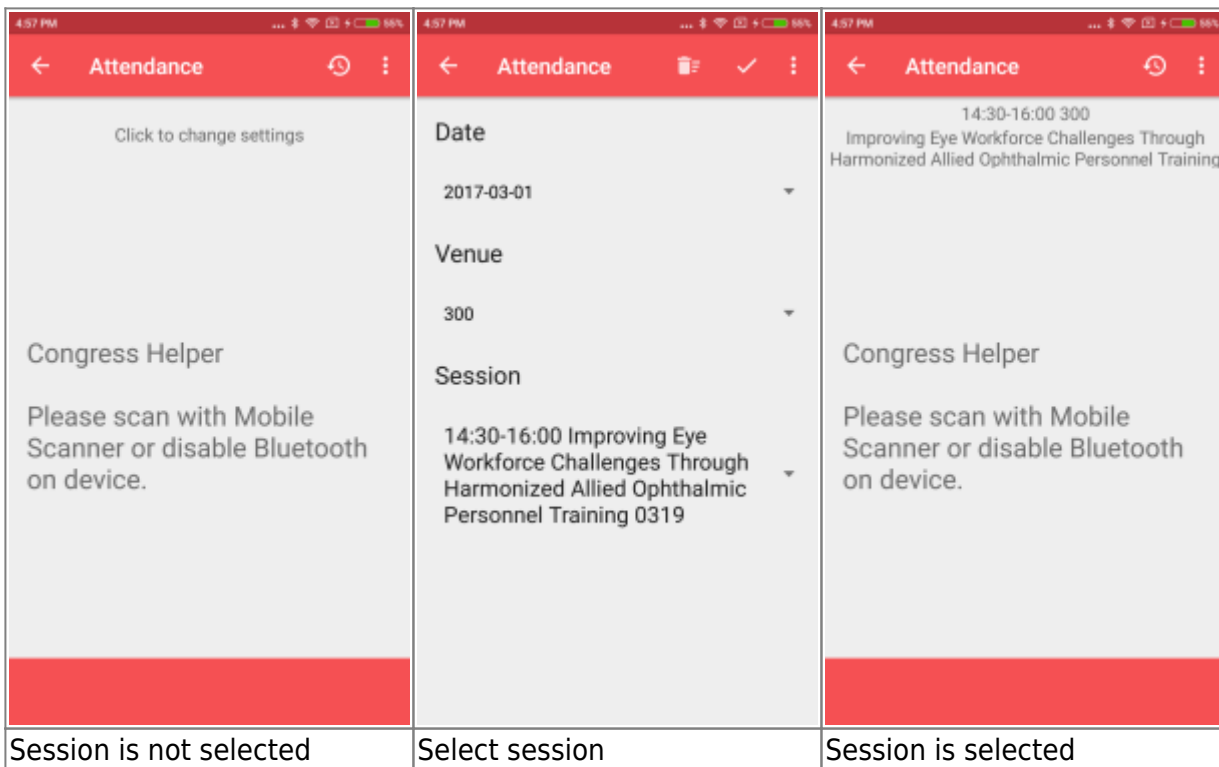 4:57 PM
... 55%
Attendance
Click to change settings
Congress Helper
Please scan with Mobile
Scanner or disable Bluetooth
on device.
Session is not selected
4:57 PM
... 55%
Attendance
Date
2017-03-01
Venue
300
Session
14:30-16:00 Improving Eye
Workforce Challenges Through
Harmonized Allied Ophthalmic
Personnel Training 0319
Select session
4:57 PM
... 55%
Attendance
14:30-16:00 300
Improving Eye Workforce Challenges Through
Harmonized Allied Ophthalmic Personnel Training
Congress Helper
Please scan with Mobile
Scanner or disable Bluetooth
on device.
Session is selected